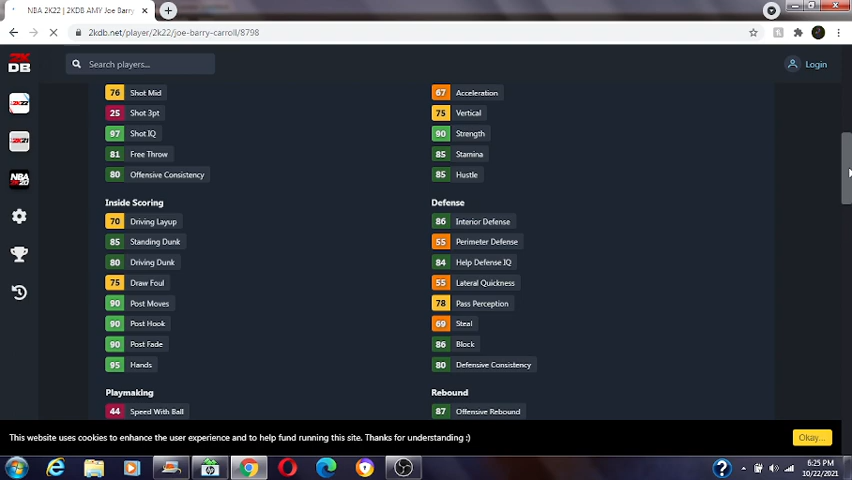 NBA 2K22 | 2KDB AMY Joe Barry
2kdb.net/player/2k22/joe-barry-carroll/8798
2K
DB
Search players...
Login
76 Shot Mid
25 Shot 3pt
97 Shot IQ
81 Free Throw
80 Offensive Consistency
67 Acceleration
75 Vertical
90 Strength
85 Stamina
85 Hustle
2K22
2K21
NBA
2K20
Inside Scoring
70 Driving Layup
85 Standing Dunk
80 Driving Dunk
75 Draw Foul
90 Post Moves
90 Post Hook
90 Post Fade
95 Hands
Defense
86 Interior Defense
55 Perimeter Defense
84 Help Defense IQ
55 Lateral Quickness
78 Pass Perception
69 Steal
86 Block
80 Defensive Consistency
Playmaking
44 Speed With Ball
Rebound
87 Offensive Rebound
This website uses cookies to enhance the user experience and to help fund running this site. Thanks for understanding :)
Okay...
6:25 PM
10/22/2021